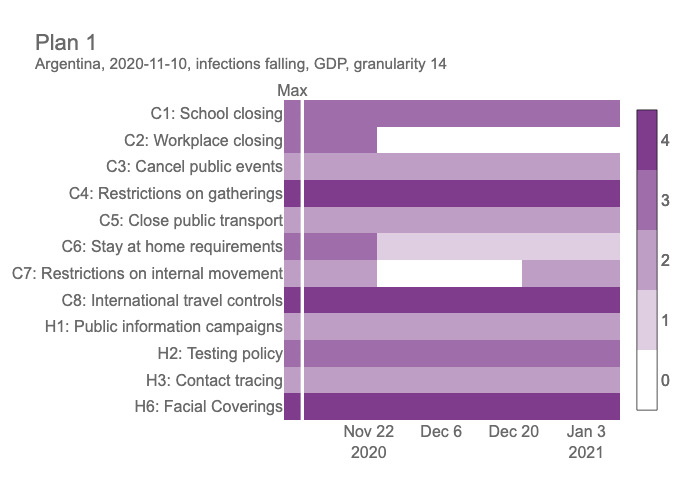 Plan 1
Argentina, 2020-11-10, infections falling, GDP, granularity 14
Max
C1: School closing
C2: Workplace closing
C3: Cancel public events
C4: Restrictions on gatherings
C5: Close public transport
C6: Stay at home requirements
C7: Restrictions on internal movement
C8: International travel controls
H1: Public information campaigns
H2: Testing policy
H3: Contact tracing
H6: Facial Coverings
4
3
2
1
0
Nov 22 Dec 6 Dec 20 Jan 3
2020 2021